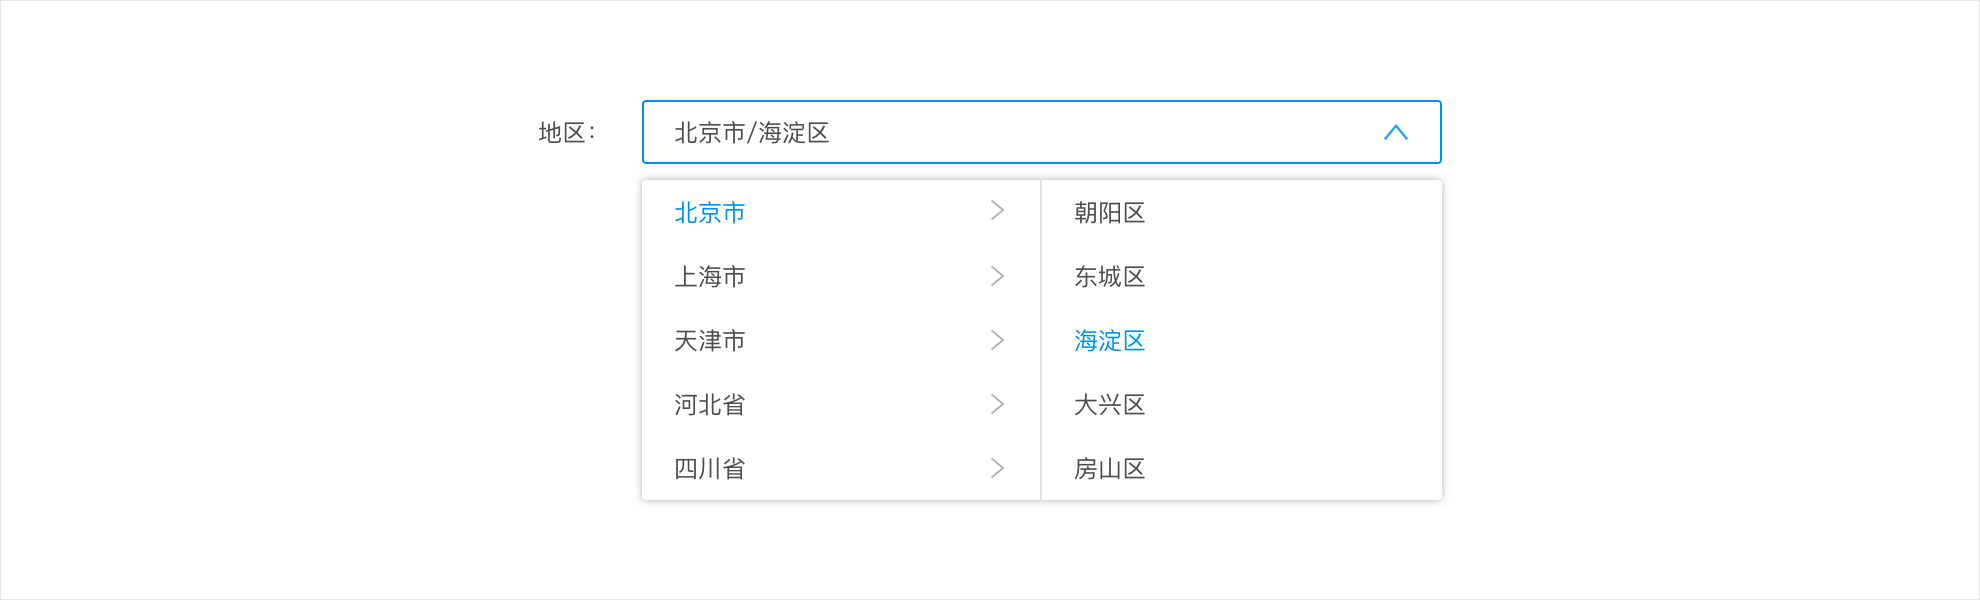 地区：
北京市/海淀区
北京市
上海市
天津市
河北省
四川省
朝阳区
东城区
海淀区
大兴区
房山区